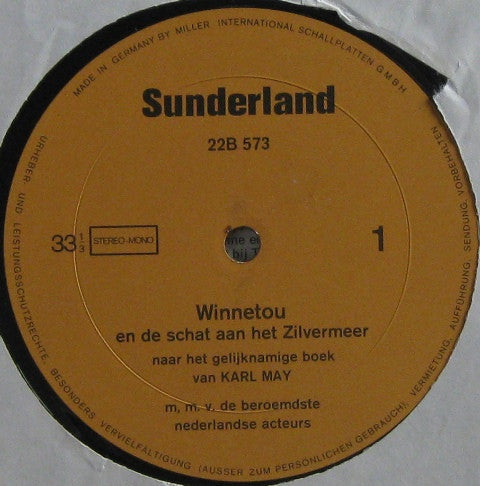 MADE IN GERMANY BY MILLER INTERNATIONAL SCHALLPLATTEN G M B H
Sunderland
22B 573
33 1/3
STEREO-MONO
1
Winnetou
en de schat aan het Zilvermeer
naar het gelijknamige boek
van KARL MAY
m. m. v. de beroemdste
nederlandse acteurs
URHEBER UND LEISTUNGSSCHUTZRECHTE. BESONDERS VERVIELFÄLTIGUNG (AUSSER ZUM PERSÖNLICHEN GEBRAUCH), VERMIETUNG, AUFFÜHRUNG, SENDUNG VORBEHALTEN